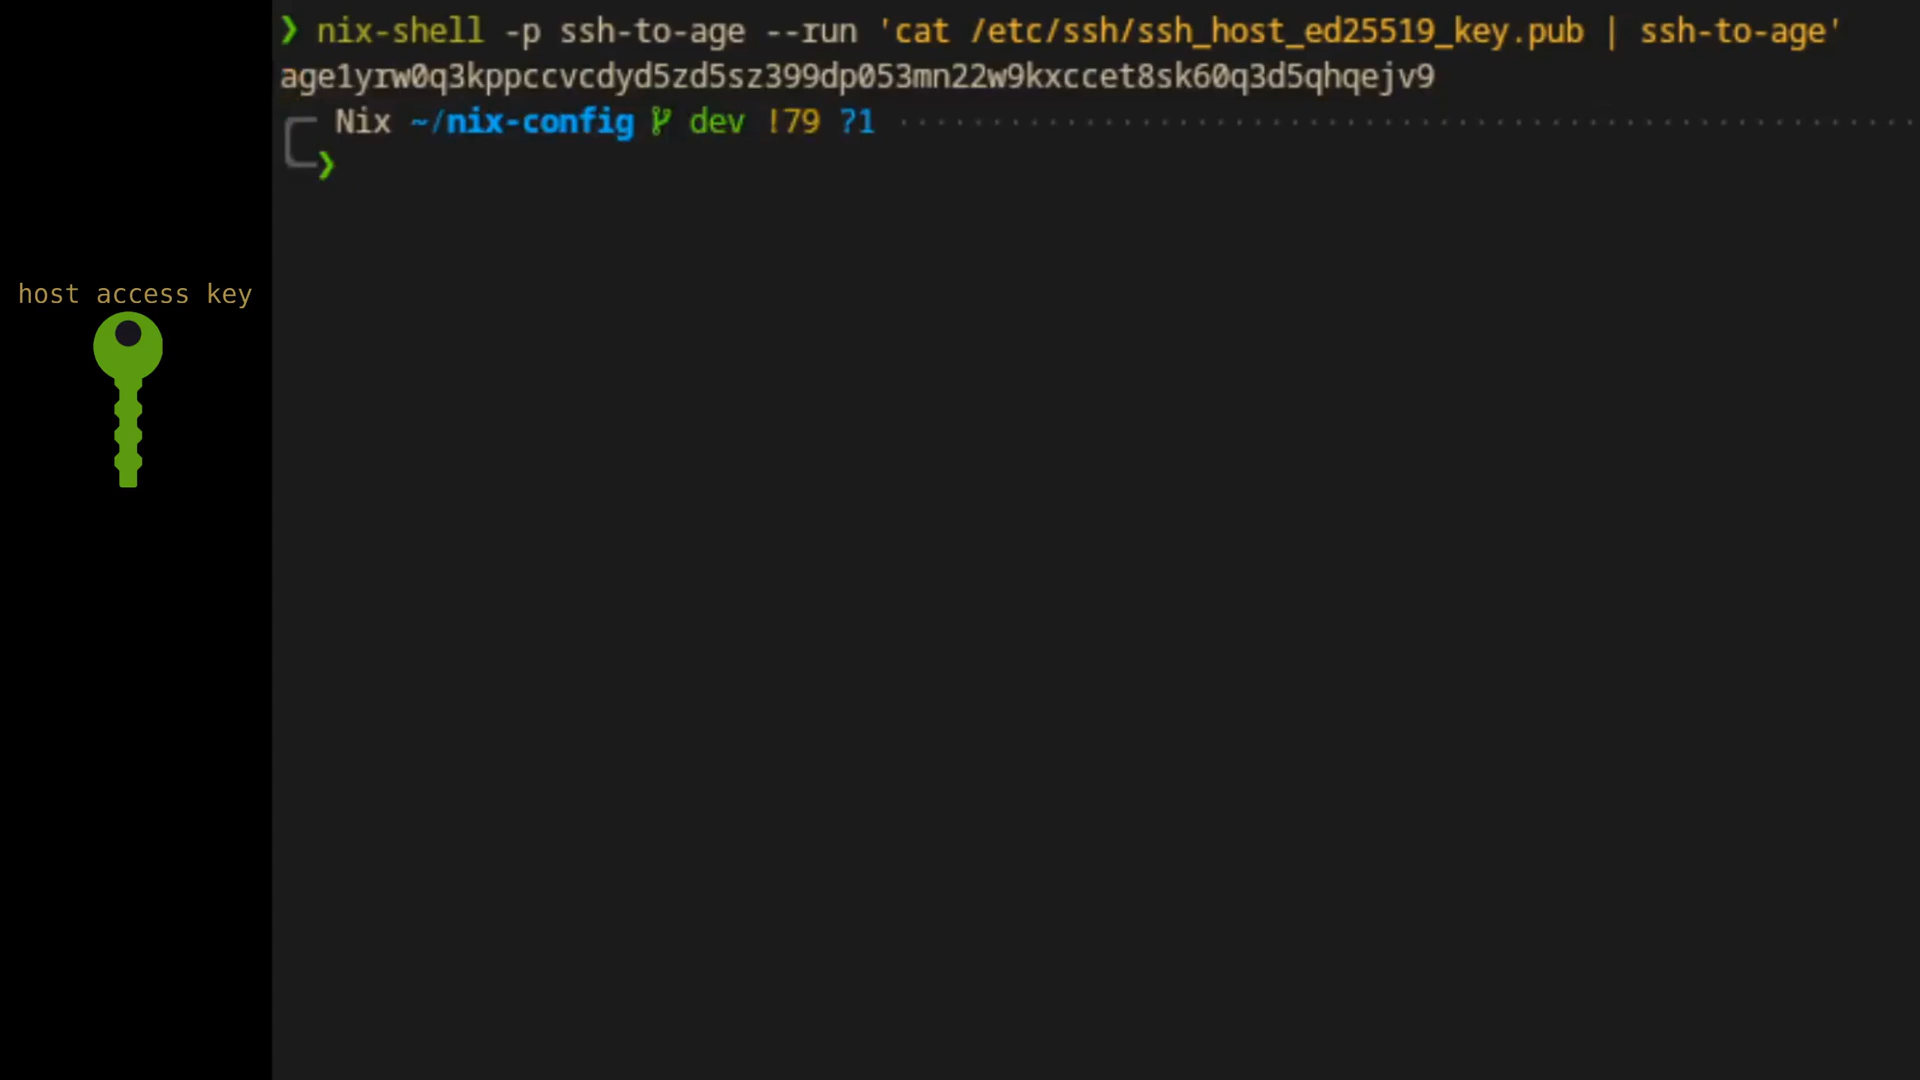 ❯ nix-shell -p ssh-to-age --run 'cat /etc/ssh/ssh_host_ed25519_key.pub | ssh-to-age'
age1yrw0q3kppccvcdyd5zd5sz399dp053mn22w9kxccet8sk60q3d5qhqejv9
Nix ~/nix-config dev !79 ?1
❯
host access key